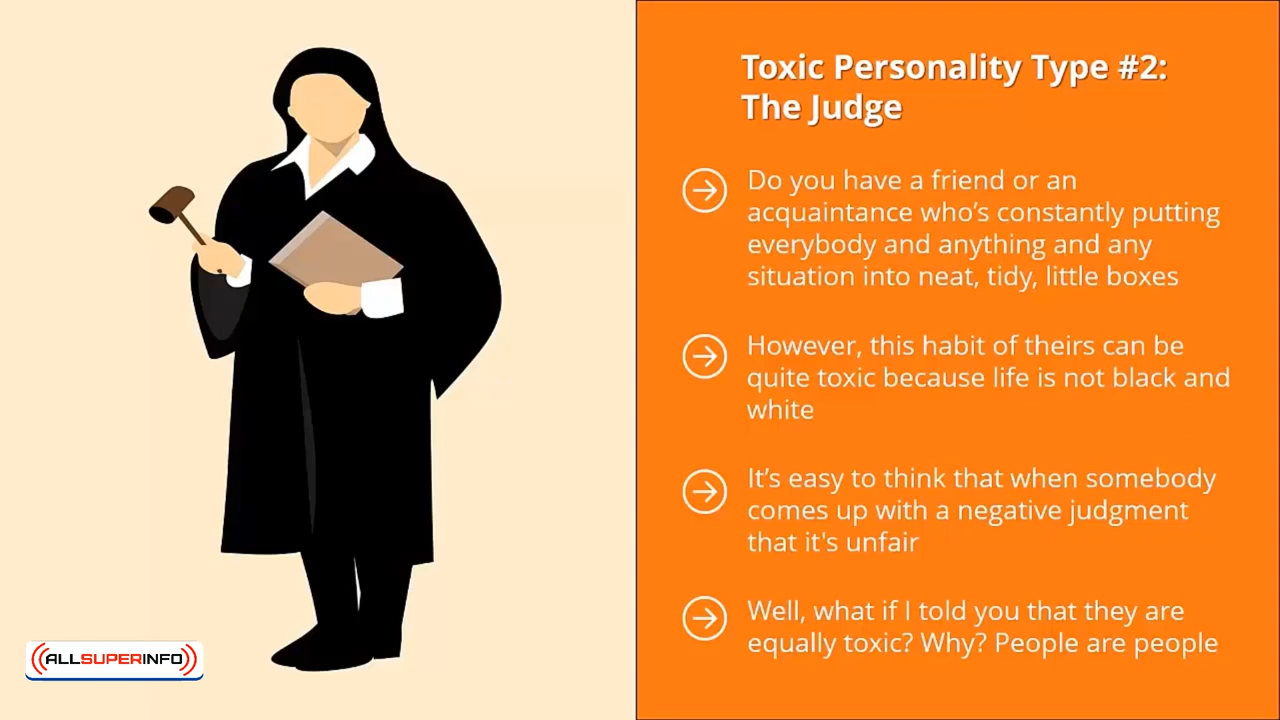 Toxic Personality Type #2:
The Judge
Do you have a friend or an
acquaintance who’s constantly putting
everybody and anything and any
situation into neat, tidy, little boxes
However, this habit of theirs can be
quite toxic because life is not black and
white
It’s easy to think that when somebody
comes up with a negative judgment
that it's unfair
Well, what if I told you that they are
equally toxic? Why? People are people
ALLSUPERINFO